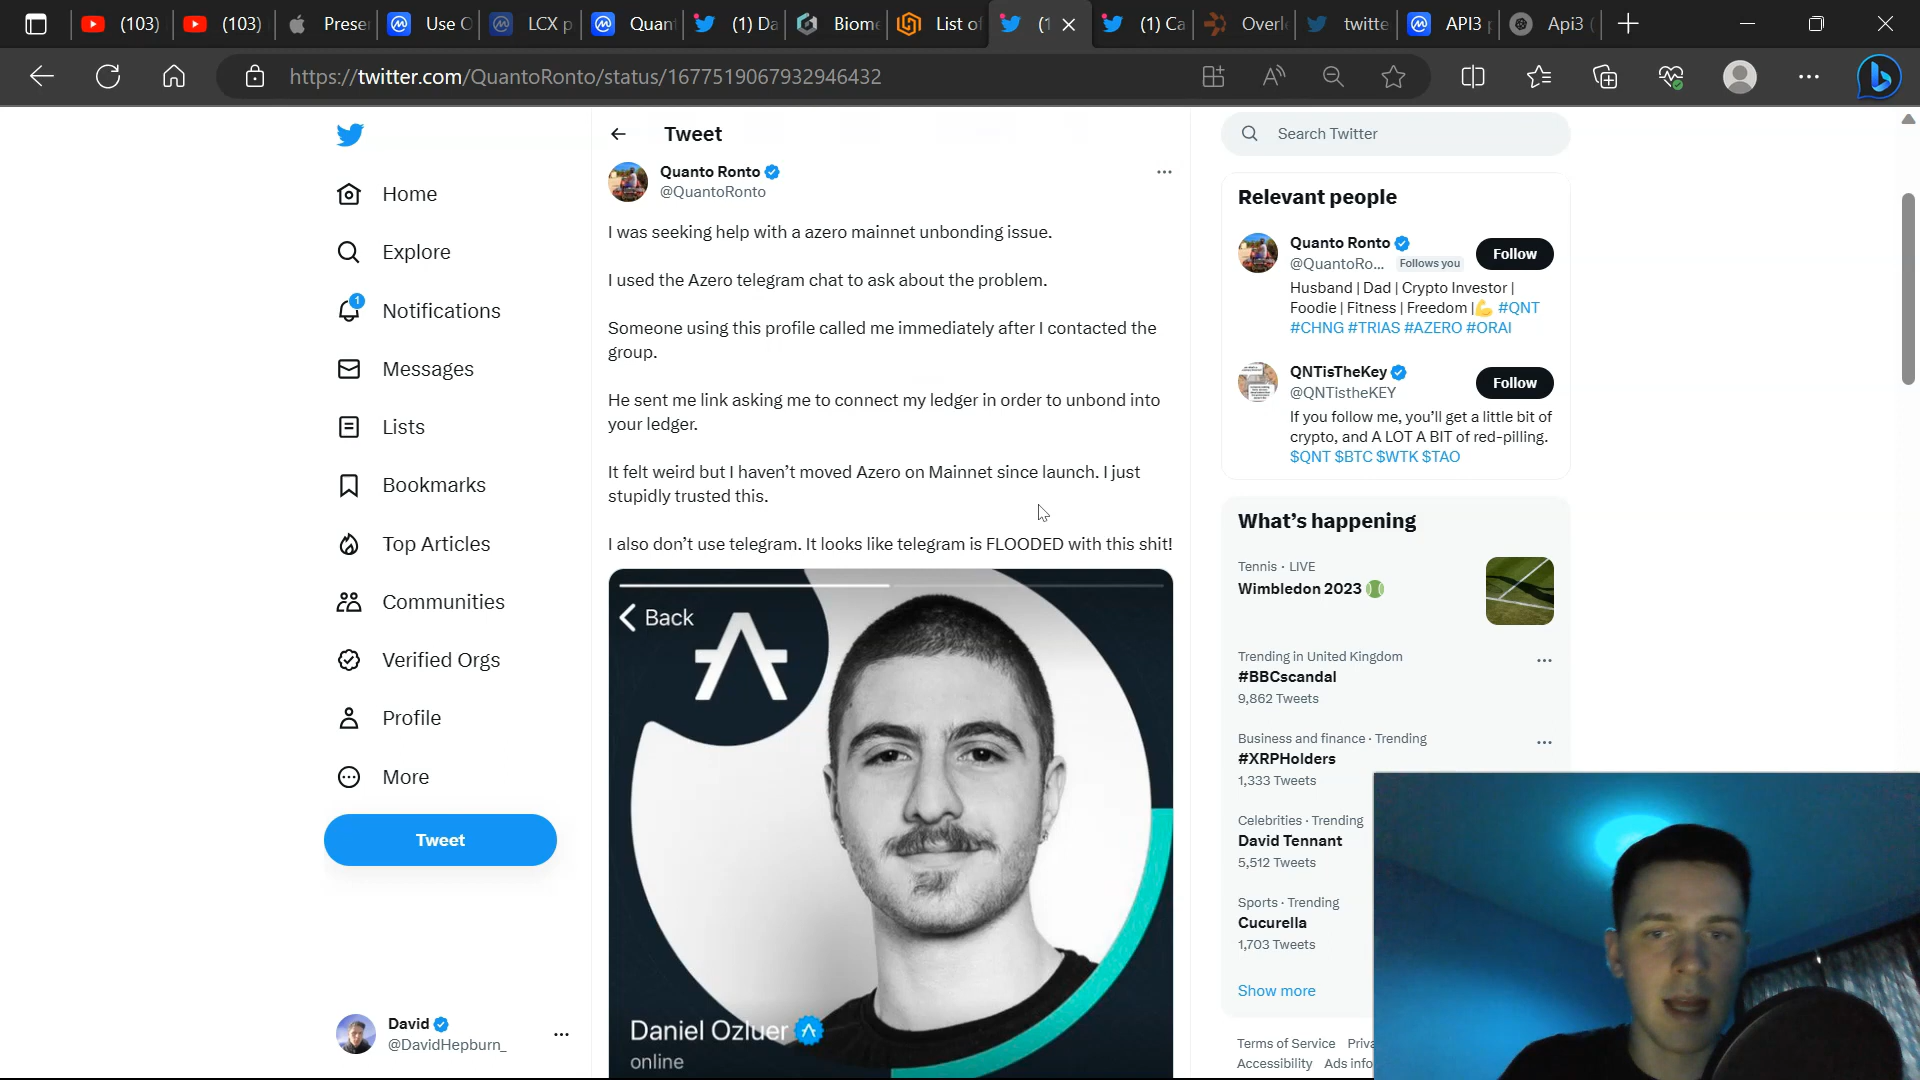 (103)
(103)
Prese
Use O
LCX p
Quan
(1) Da
Biome
List of
(1
(1) Ca
Overl
twitte
API3 p
Api3 (
https://twitter.com/QuantoRonto/status/1677519067932946432
Home
Explore
1
Notifications
Messages
Lists
Bookmarks
Top Articles
Communities
Verified Orgs
Profile
More
Tweet
David
@DavidHepburn_
Tweet
Quanto Ronto
@QuantoRonto
I was seeking help with a azero mainnet unbonding issue.
I used the Azero telegram chat to ask about the problem.
Someone using this profile called me immediately after I contacted the
group.
He sent me link asking me to connect my ledger in order to unbond into
your ledger.
It felt weird but I haven’t moved Azero on Mainnet since launch. I just
stupidly trusted this.
I also don’t use telegram. It looks like telegram is FLOODED with this shit!
Back
Daniel Ozluer
online
Search Twitter
Relevant people
Quanto Ronto
@QuantoRo... Follows you
Follow
Husband | Dad | Crypto Investor |
Foodie | Fitness | Freedom |💪 #QNT
#CHNG #TRIAS #AZERO #ORAI
QNTisTheKey
@QNTistheKEY
Follow
If you follow me, you’ll get a little bit of
crypto, and A LOT A BIT of red-pilling.
$QNT $BTC $WTK $TAO
What’s happening
Tennis · LIVE
Wimbledon 2023
Trending in United Kingdom
#BBCscandal
9,862 Tweets
Business and finance · Trending
#XRPHolders
1,333 Tweets
Celebrities · Trending
David Tennant
5,512 Tweets
Sports · Trending
Cucurella
1,703 Tweets
Show more
Terms of Service Priva
Accessibility Ads info